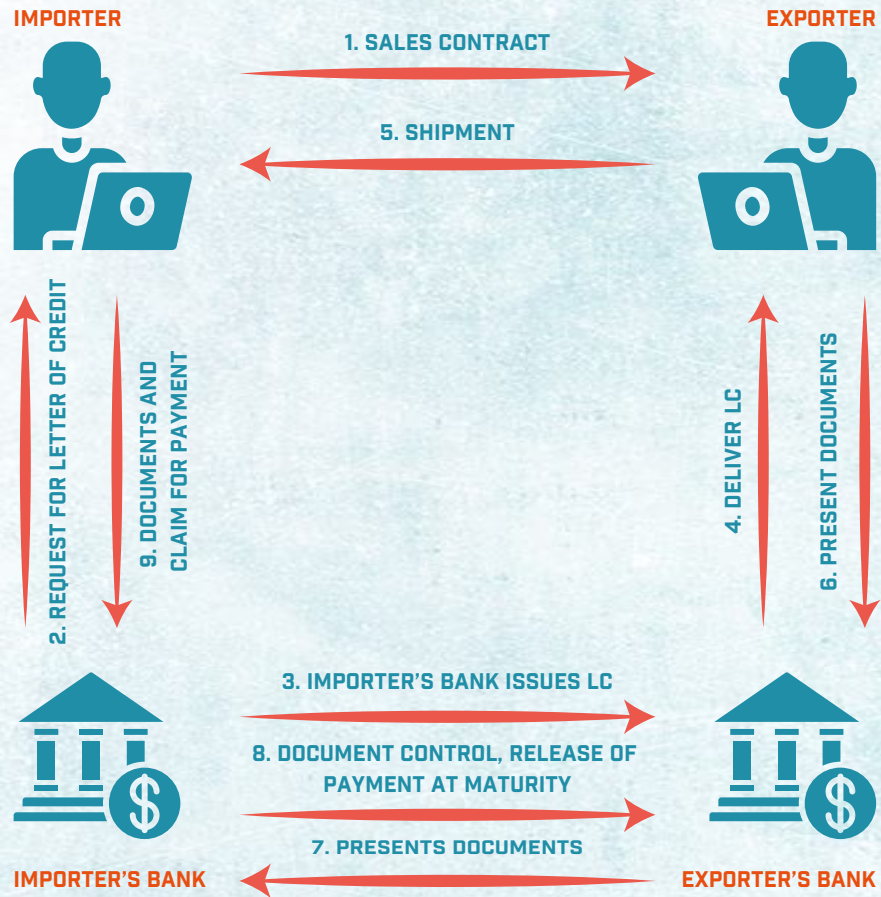 IMPORTER
EXPORTER
1. SALES CONTRACT
5. SHIPMENT
2. REQUEST FOR LETTER OF CREDIT
9. DOCUMENTS AND
CLAIM FOR PAYMENT
4. DELIVER LC
6. PRESENT DOCUMENTS
3. IMPORTER'S BANK ISSUES LC
8. DOCUMENT CONTROL, RELEASE OF
PAYMENT AT MATURITY
7. PRESENTS DOCUMENTS
$
$
IMPORTER'S BANK
EXPORTER'S BANK